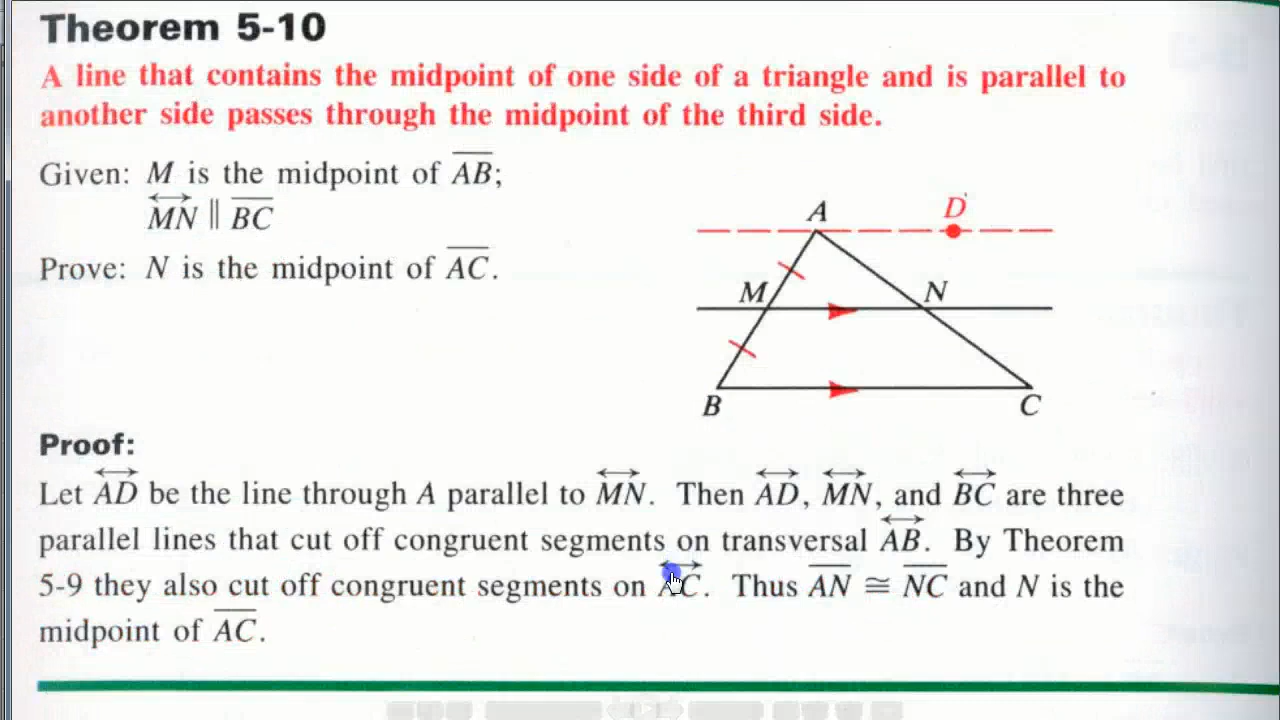 Theorem 5-10
A line that contains the midpoint of one side of a triangle and is parallel to
another side passes through the midpoint of the third side.
Given: M is the midpoint of AB;
MN ∥ BC
Prove: N is the midpoint of AC.
A
D
M
N
B
C
Proof:
Let AD be the line through A parallel to MN. Then AD, MN, and BC are three
parallel lines that cut off congruent segments on transversal AB. By Theorem
5-9 they also cut off congruent segments on AC. Thus AN ≅ NC and N is the
midpoint of AC.